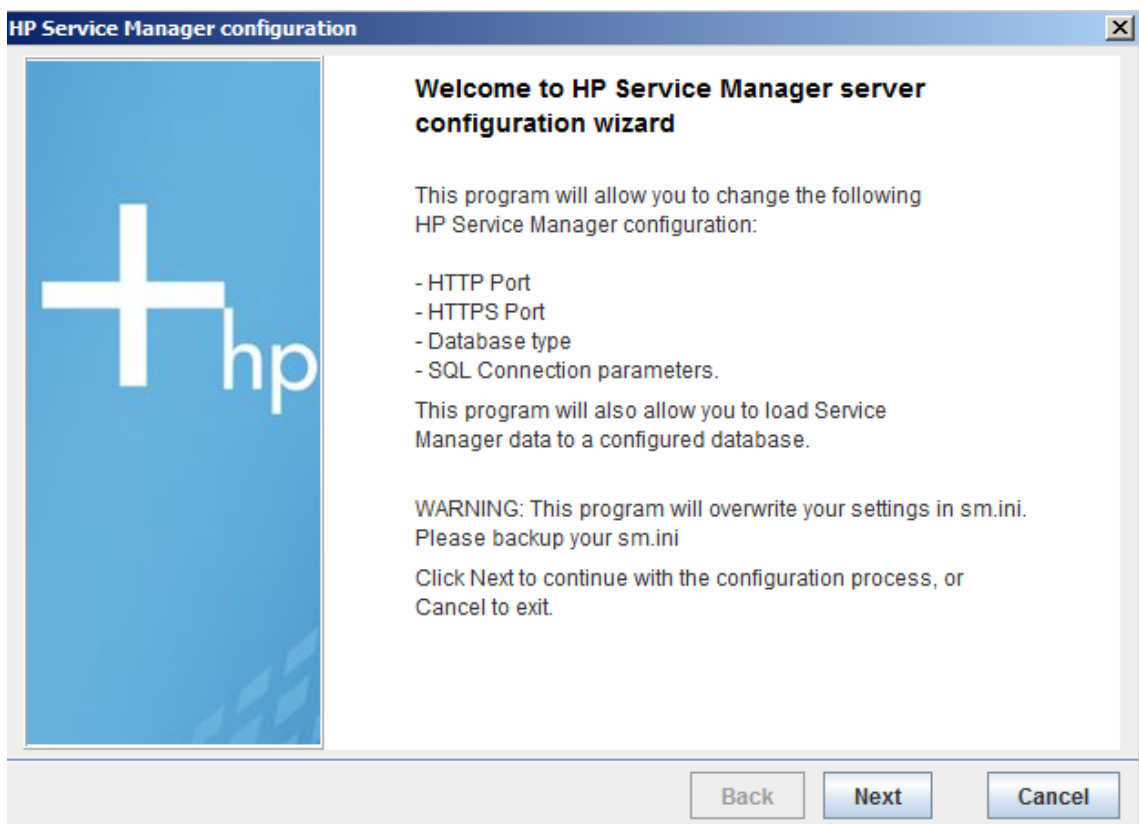 HP Service Manager configuration
Welcome to HP Service Manager server
configuration wizard
This program will allow you to change the following
HP Service Manager configuration:
- HTTP Port
- HTTPS Port
- Database type
- SQL Connection parameters.
This program will also allow you to load Service
Manager data to a configured database.
WARNING: This program will overwrite your settings in sm.ini.
Please backup your sm.ini
Click Next to continue with the configuration process, or
Cancel to exit.
hp
Back Next Cancel